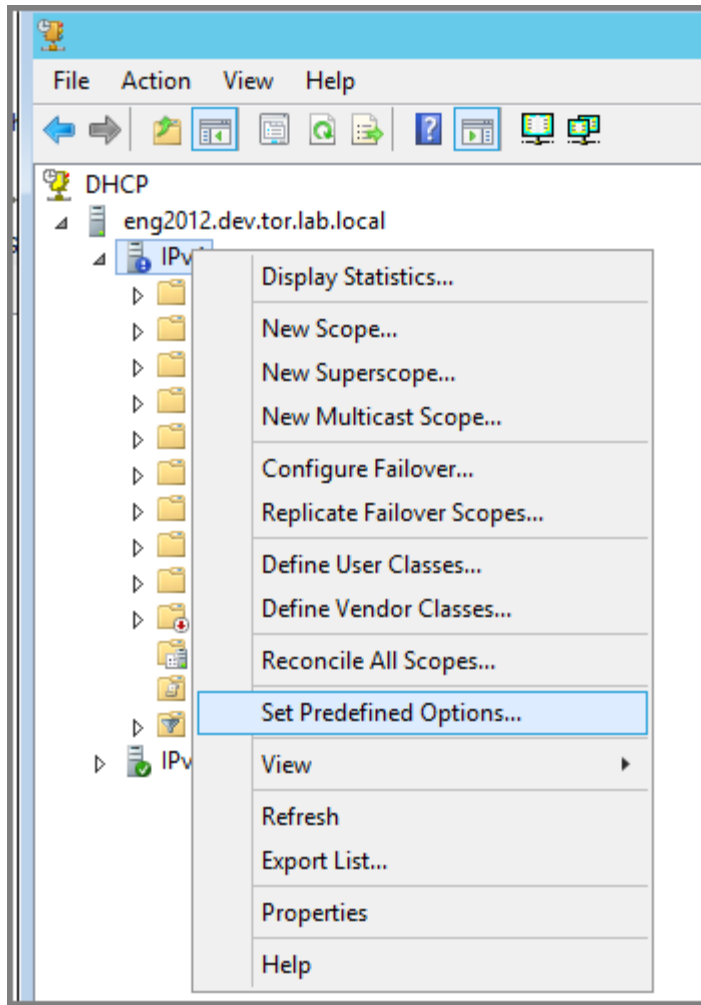 File Action View Help
DHCP
eng2012.dev.tor.lab.local
IPv
Display Statistics...
New Scope...
New Superscope...
New Multicast Scope...
Configure Failover...
Replicate Failover Scopes...
Define User Classes...
Define Vendor Classes...
Reconcile All Scopes...
Set Predefined Options...
IPv
View
Refresh
Export List...
Properties
Help